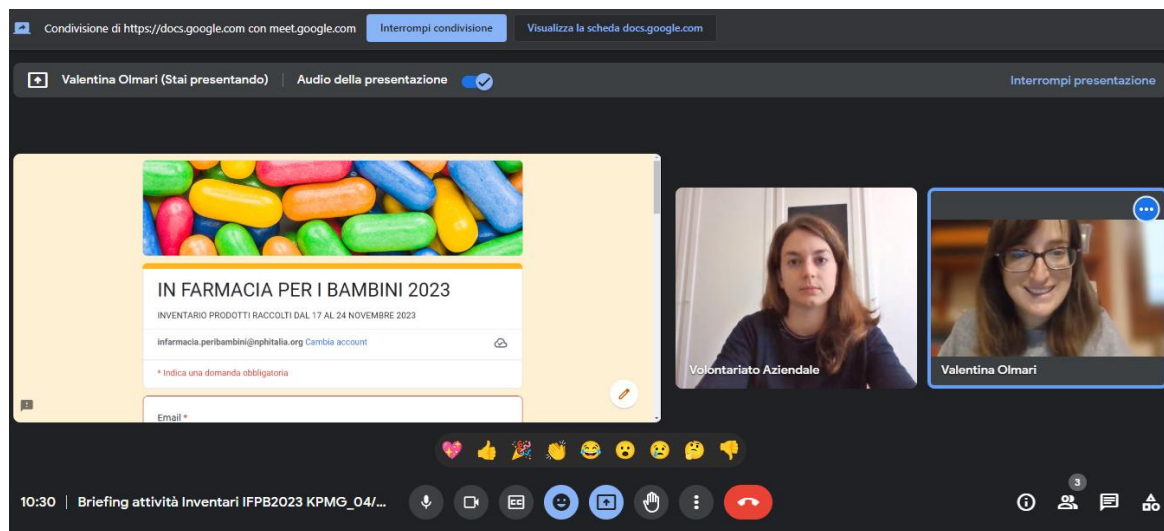 Condivisione di https://docs.google.com con meet.google.com
Interrompi condivisione
Visualizza la scheda docs.google.com
Valentina Olmari (Stai presentando)
Audio della presentazione
Interrompi presentazione
IN FARMACIA PER I BAMBINI 2023
INVENTARIO PRODOTTI RACCOLTI DAL 17 AL 24 NOVEMBRE 2023
infarmacia.peribambini@nphitalia.org Cambia account
* Indica una domanda obbligatoria
Email *
Volontariato Aziendale
Valentina Olmari
10:30 | Briefing attività Inventari IFPB2023 KPMG_04/...
CC
3